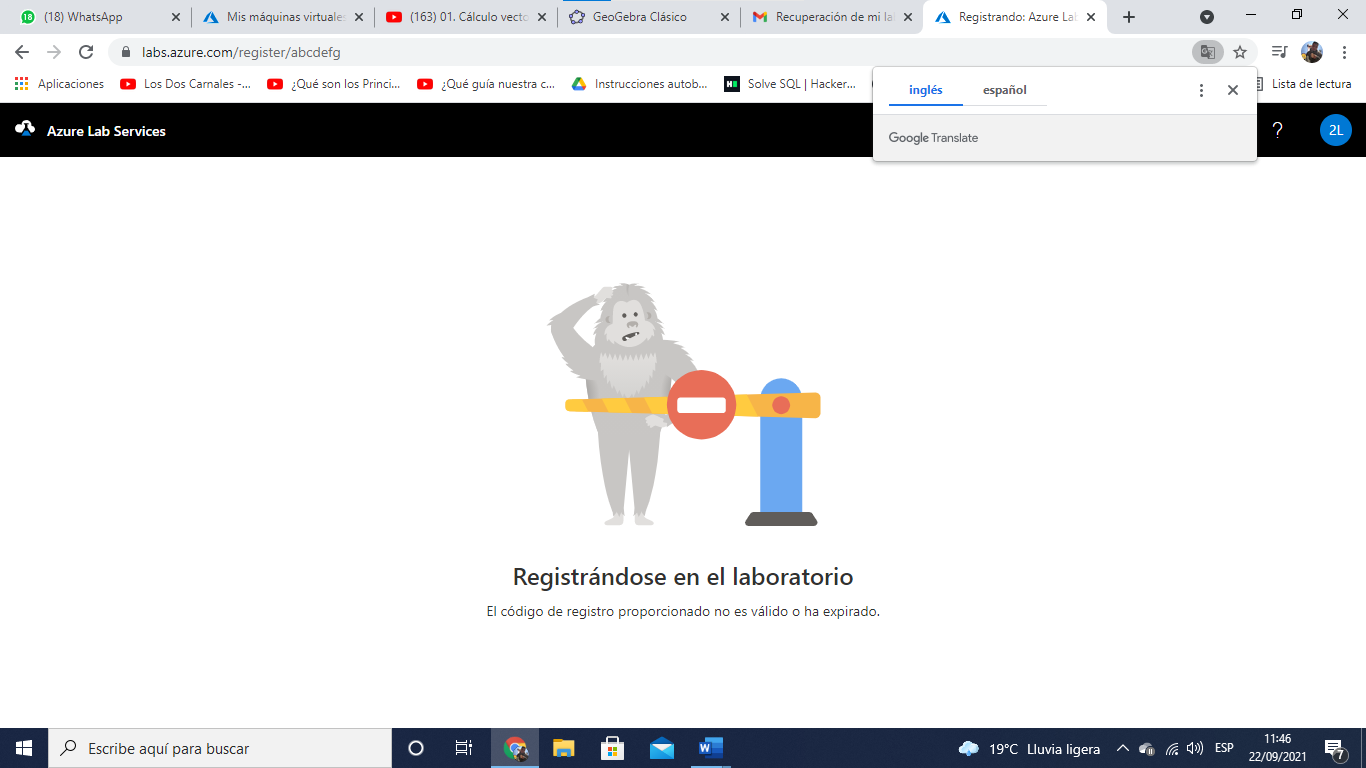 (18) WhatsApp
Mis máquinas virtuales
(163) 01. Cálculo vecto
GeoGebra Clásico
Recuperación de mi la
Registrando: Azure Lab
labs.azure.com/register/abcdefg
Aplicaciones
Los Dos Carnales -...
¿Qué son los Princi...
¿Qué guía nuestra c...
Instrucciones autob...
Solve SQL | Hacker...
Lista de lectura
inglés
español
Google Translate
Azure Lab Services
?
2L
Registrándose en el laboratorio
El código de registro proporcionado no es válido o ha expirado.
Escribe aquí para buscar
19°C Lluvia ligera
ESP
11:46
22/09/2021
7